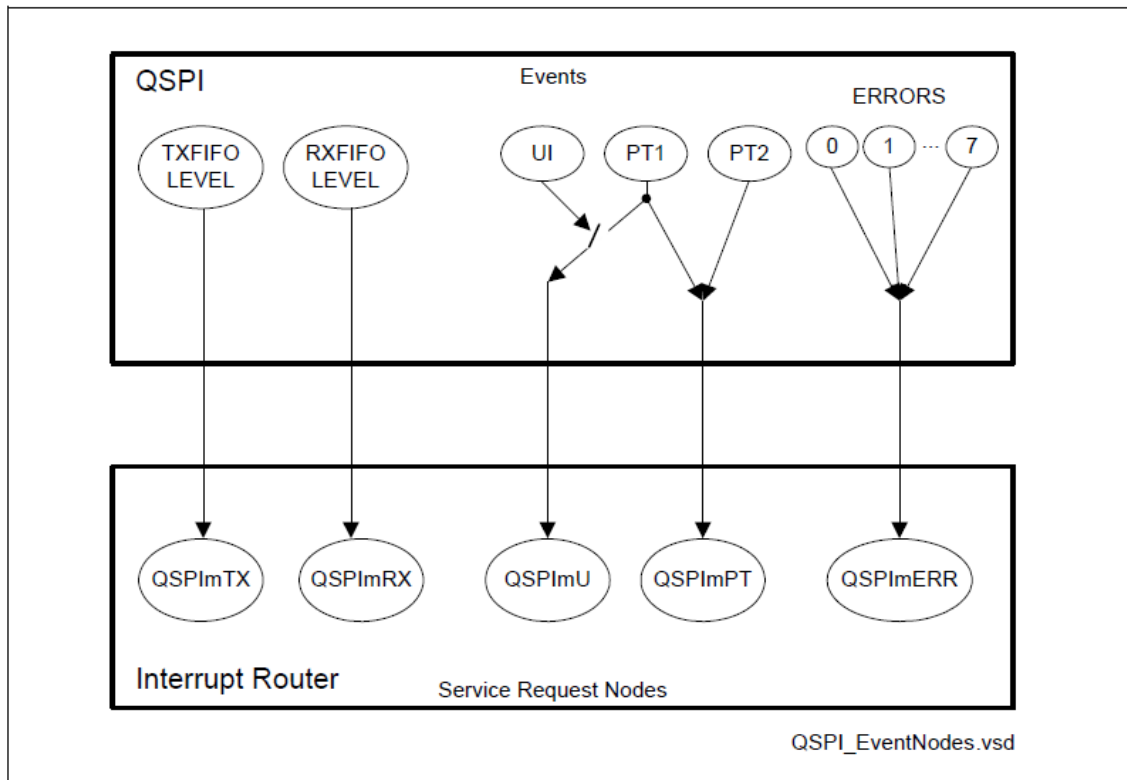 QSPI
Events
ERRORS
TXFIFO
LEVEL
RXFIFO
LEVEL
UI
PT1
PT2
0
1
...
7
QSPImTX
QSPImRX
QSPImU
QSPImPT
QSPImERR
Interrupt Router
Service Request Nodes
QSPI_EventNodes.vsd